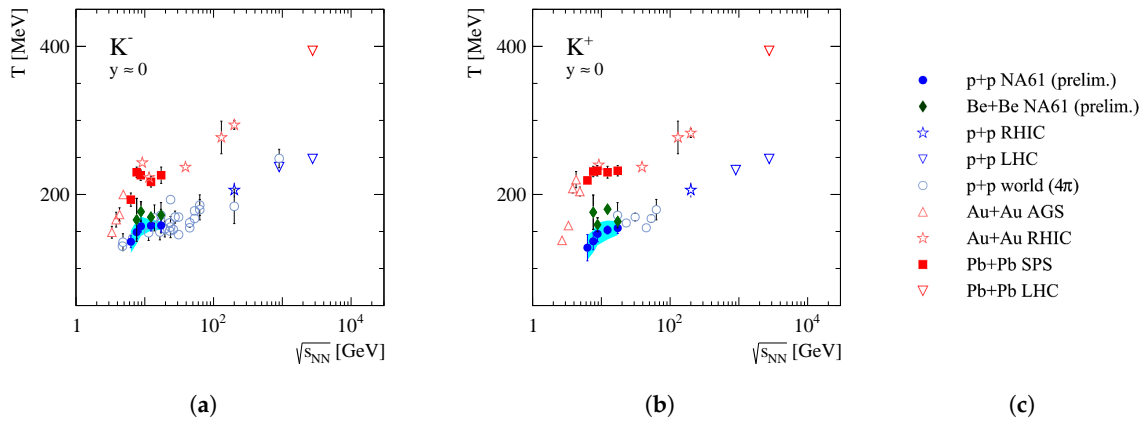 T [MeV]
400
200
K-
y ≈ 0
1
10²
10⁴
√sNN [GeV]
(a)
T [MeV]
400
200
K+
y ≈ 0
1
10²
10⁴
√sNN [GeV]
(b)
p+p NA61 (prelim.)
Be+Be NA61 (prelim.)
p+p RHIC
p+p LHC
p+p world (4π)
Au+Au AGS
Au+Au RHIC
Pb+Pb SPS
Pb+Pb LHC
(c)